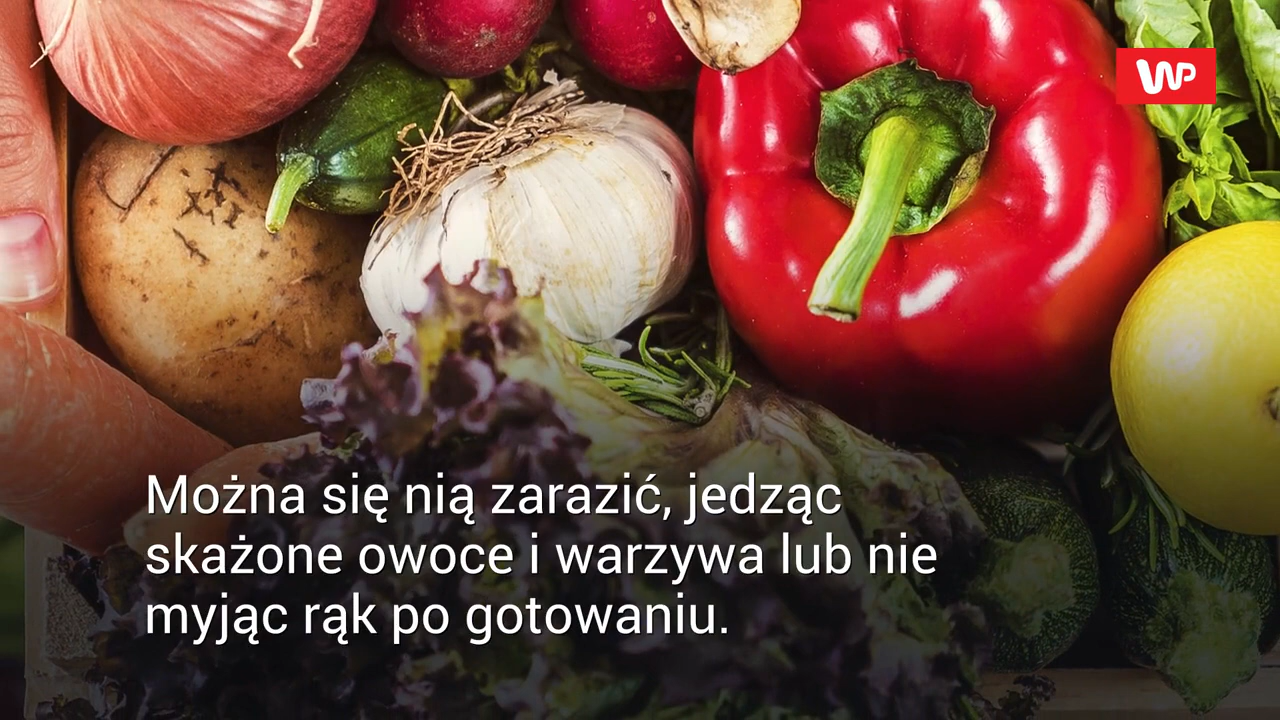 WP
Można się nią zarazić, jedząc
skażone owoce i warzywa lub nie
myjąc rąk po gotowaniu.